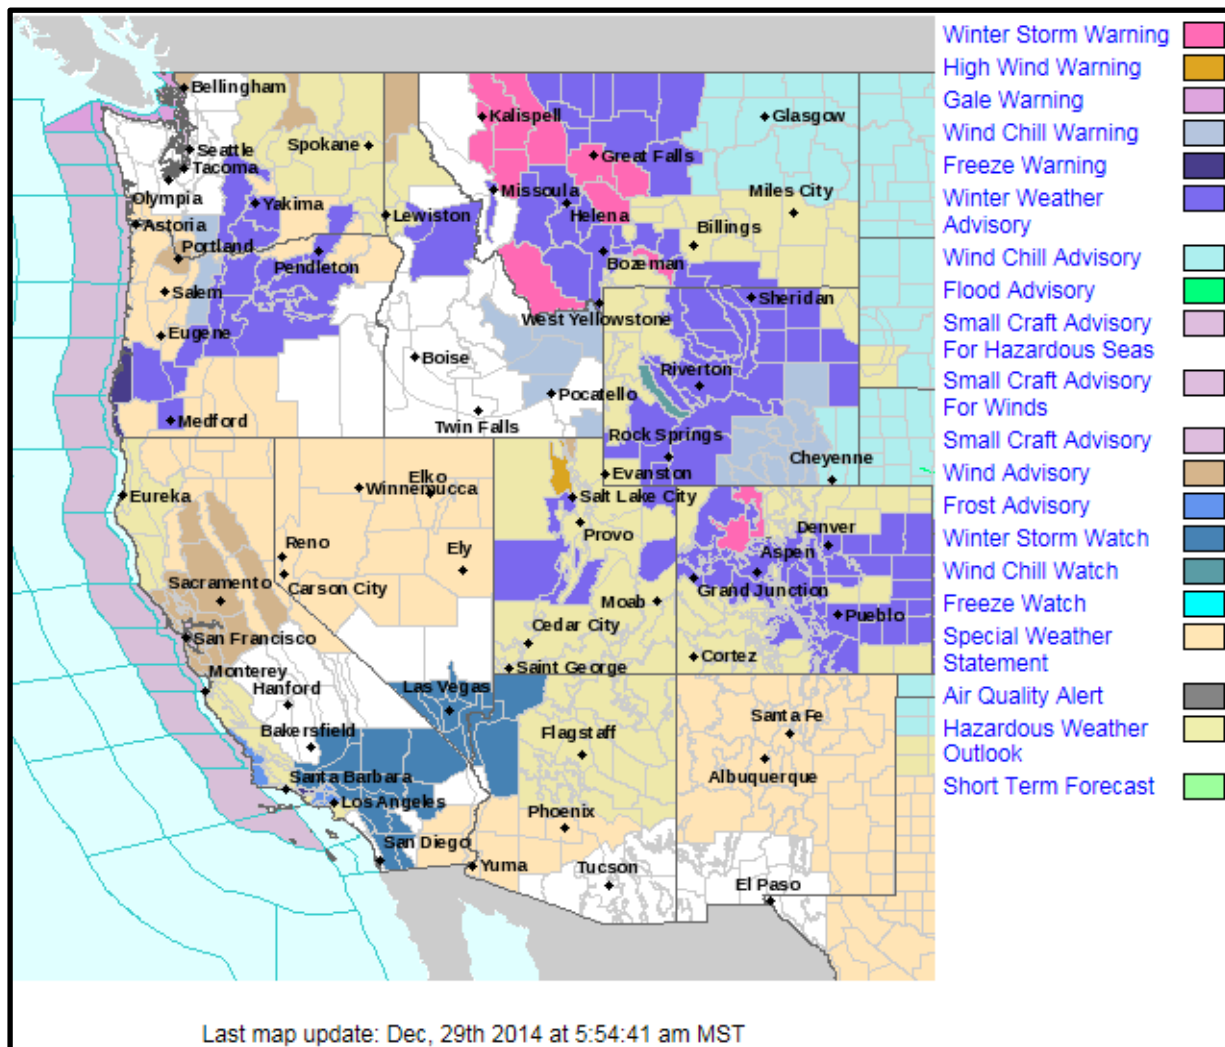 Bellingham
Kalispell
Glasgow
Seattle
Spokane
Great Falls
Tacoma
Olympia
Yakima
Lewiston
Missoula
Helena
Miles City
Astoria
Portland
Pendleton
Billings
Bozeman
Salem
Eugene
West Yellowstone
Sheridan
Boise
Riverton
Pocatello
Medford
Twin Falls
Rock Springs
Cheyenne
Eureka
Winnemucca
Elko
Evanston
Salt Lake City
Provo
Denver
Reno
Ely
Aspen
Sacramento
Carson City
Moab
Grand Junction
Pueblo
San Francisco
Cedar City
Cortez
Monterey
Saint George
Hanford
Las Vegas
Bakersfield
Flagstaff
Santa Fe
Santa Barbara
Albuquerque
Los Angeles
Phoenix
San Diego
Yuma
Tucson
El Paso
Winter Storm Warning
High Wind Warning
Gale Warning
Wind Chill Warning
Freeze Warning
Winter Weather
Advisory
Wind Chill Advisory
Flood Advisory
Small Craft Advisory
For Hazardous Seas
Small Craft Advisory
For Winds
Small Craft Advisory
Wind Advisory
Frost Advisory
Winter Storm Watch
Wind Chill Watch
Freeze Watch
Special Weather
Statement
Air Quality Alert
Hazardous Weather
Outlook
Short Term Forecast
Last map update: Dec, 29th 2014 at 5:54:41 am MST